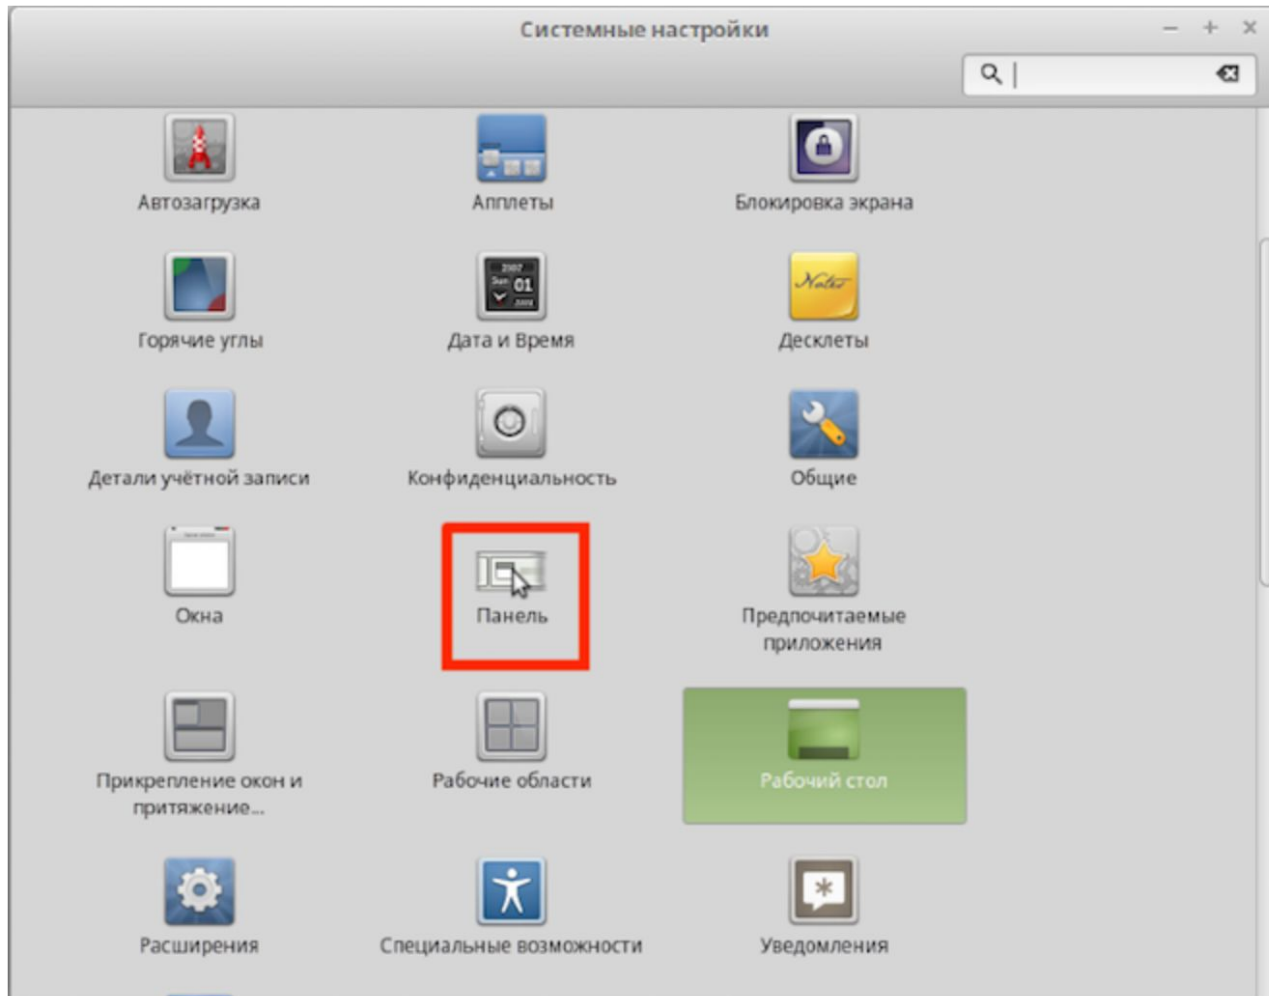 Системные настройки
Автозагрузка
Апплеты
Блокировка экрана
Notes
Горячие углы
Дата и Время
Десклеты
Детали учётной записи
Конфиденциальность
Общие
Окна
Панель
Предпочитаемые
приложения
Прикрепление окон и
притяжение...
Рабочие области
Рабочий стол
Расширения
Специальные возможности
Уведомления